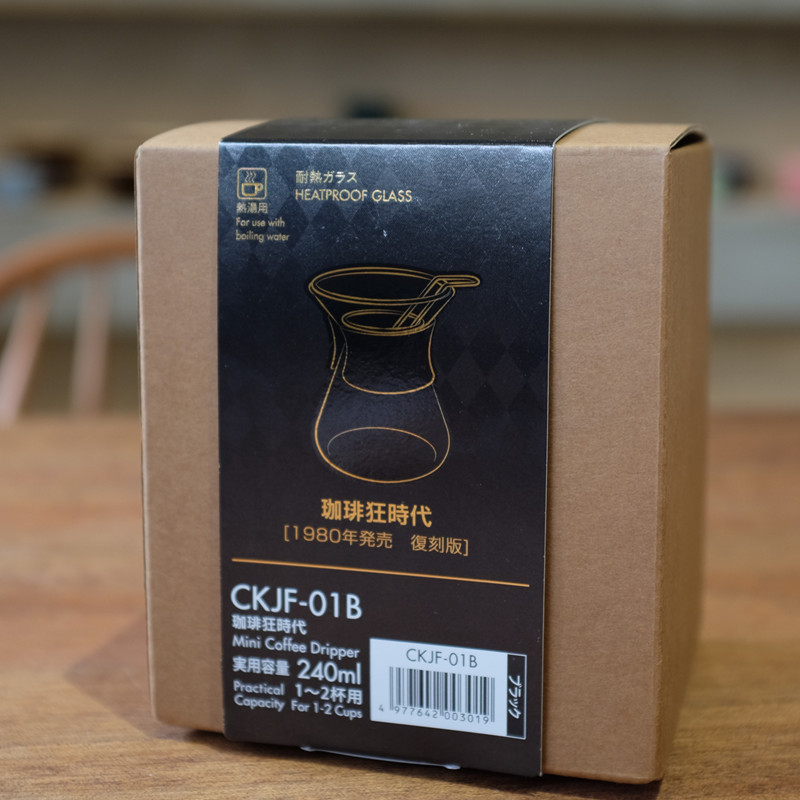 耐熱ガラス
HEATPROOF GLASS
熱湯用
For use with
boiling water
珈琲狂時代
[1980年発売 復刻版]
CKJF-01B
珈琲狂時代
Mini Coffee Dripper
実用容量 240ml
Practical 1〜2杯用
Capacity For 1-2 Cups
CKJF-01B
4 977642 003019
ブラック